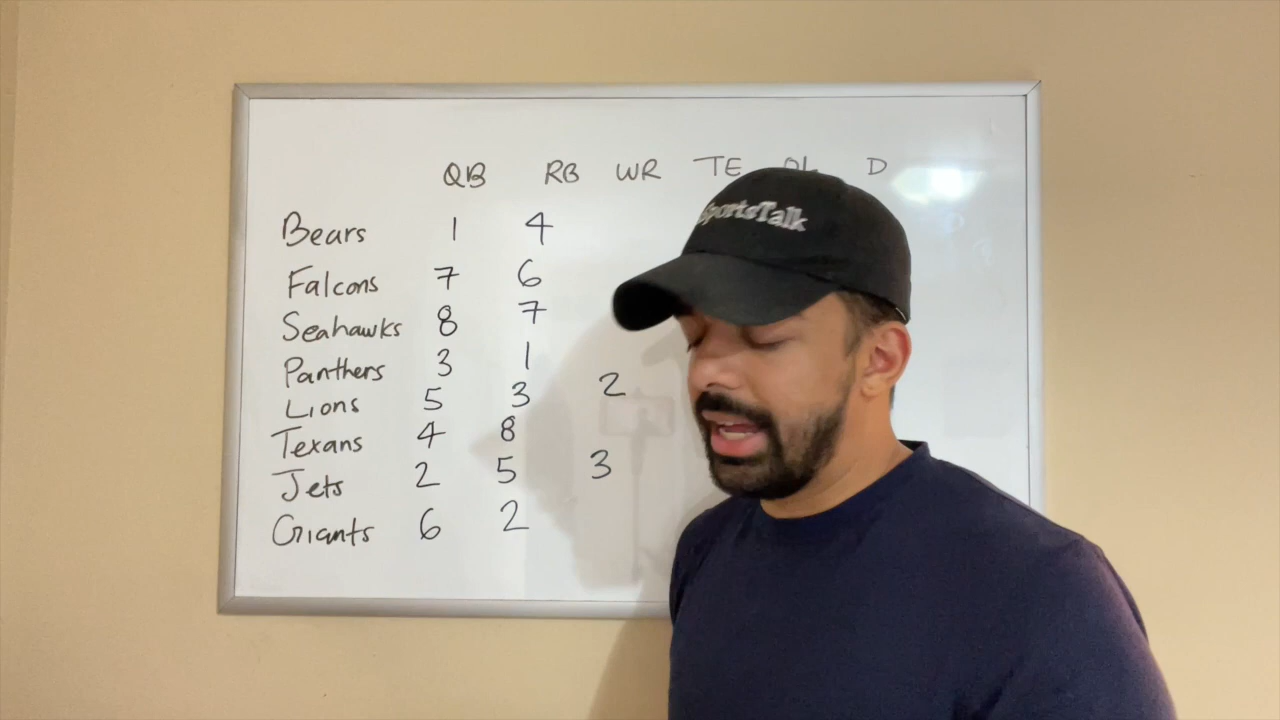 QB RB WR TE D
Bears 1 4
Falcons 7 6
Seahawks 8 7
Panthers 3 1
Lions 5 3 2
Texans 4 8
Jets 2 5 3
Giants 6 2
SportsTalk